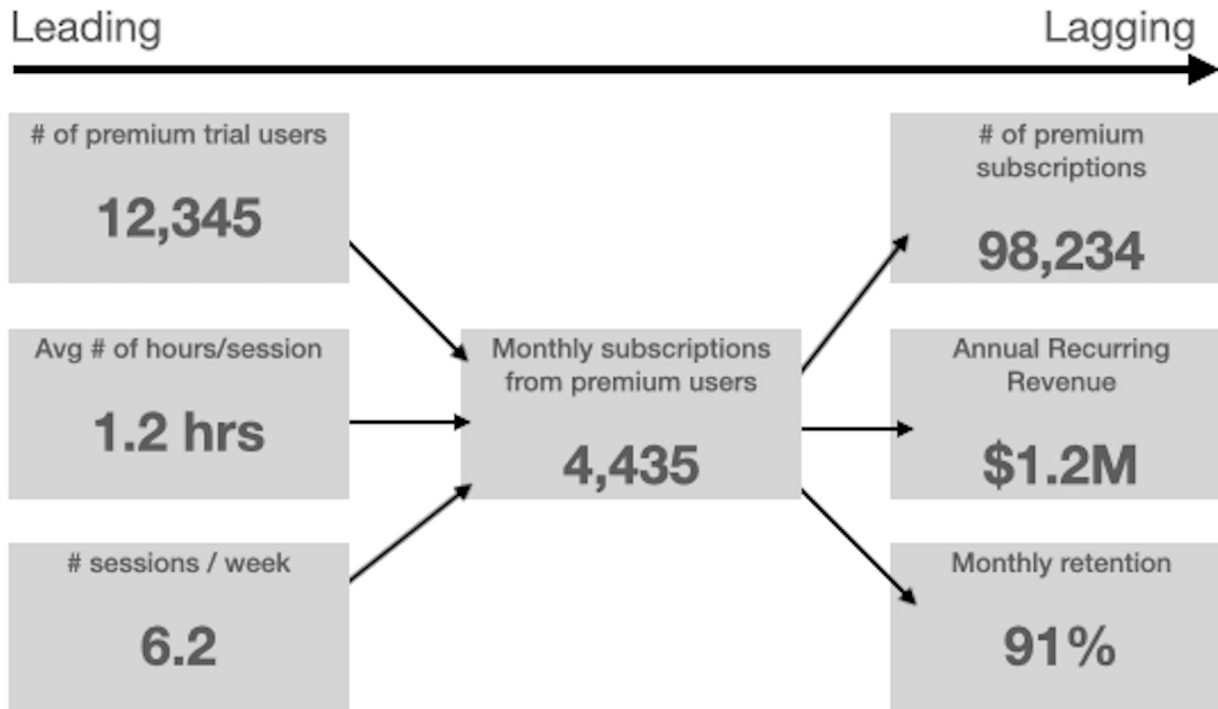 Leading
Lagging
# of premium trial users
12,345
Avg # of hours/session
1.2 hrs
# sessions / week
6.2
Monthly subscriptions
from premium users
4,435
# of premium
subscriptions
98,234
Annual Recurring
Revenue
$1.2M
Monthly retention
91%